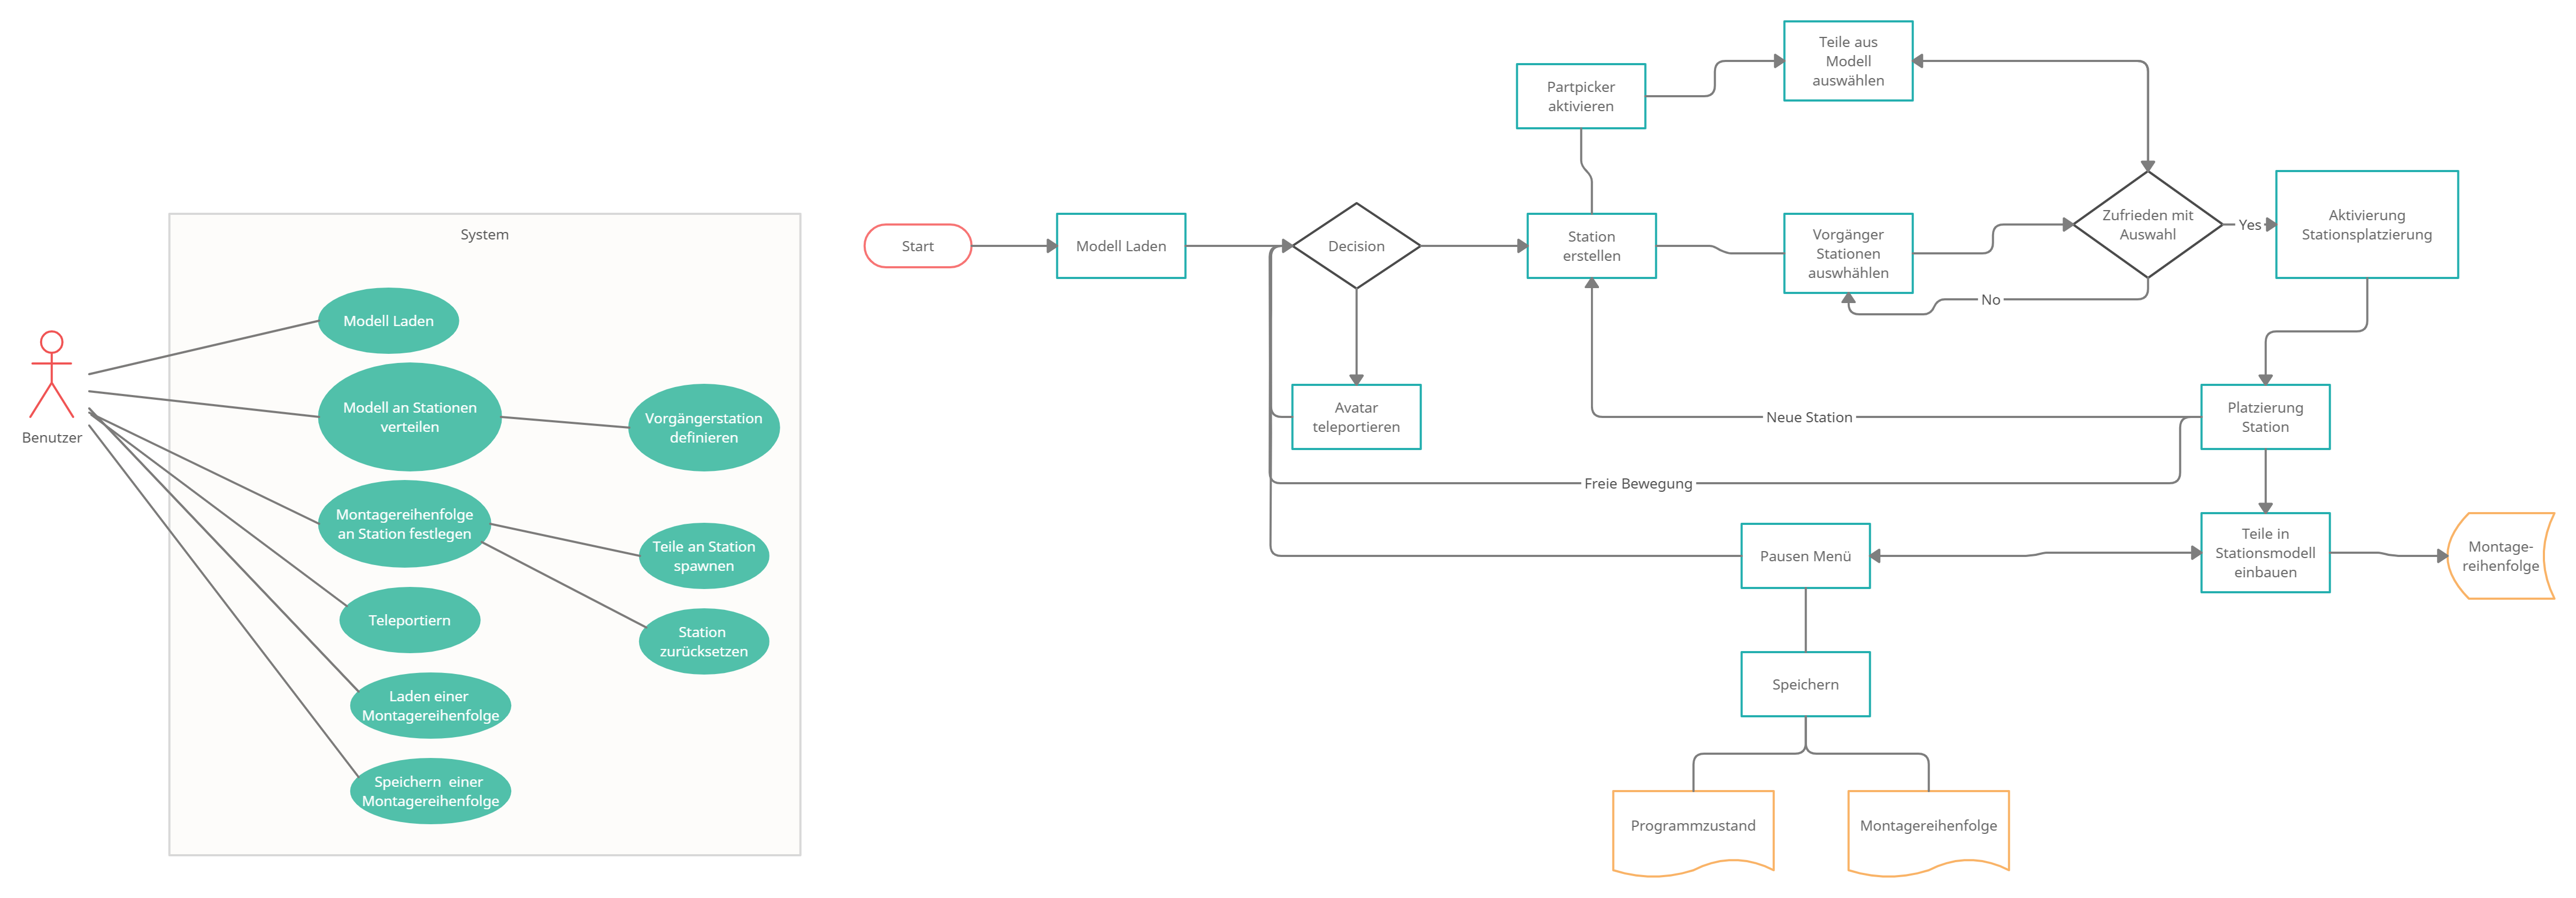 System
Modell Laden
Modell an Stationen
verteilen
Vorgängerstation
definieren
Benutzer
Montagereihenfolge
an Station festlegen
Teile an Station
spawnen
Teleportiern
Station
zurücksetzen
Laden einer
Montagereihenfolge
Speichern  einer
Montagereihenfolge
Start
Modell Laden
Decision
Avatar
teleportieren
Station
erstellen
Partpicker
aktivieren
Teile aus
Modell
auswählen
Vorgänger
Stationen
auswhählen
Zufrieden mit
Auswahl
Yes
No
Aktivierung
Stationsplatzierung
Platzierung
Station
Neue Station
Freie Bewegung
Teile in
Stationsmodell
einbauen
Montage-
reihenfolge
Pausen Menü
Speichern
Programmzustand
Montagereihenfolge